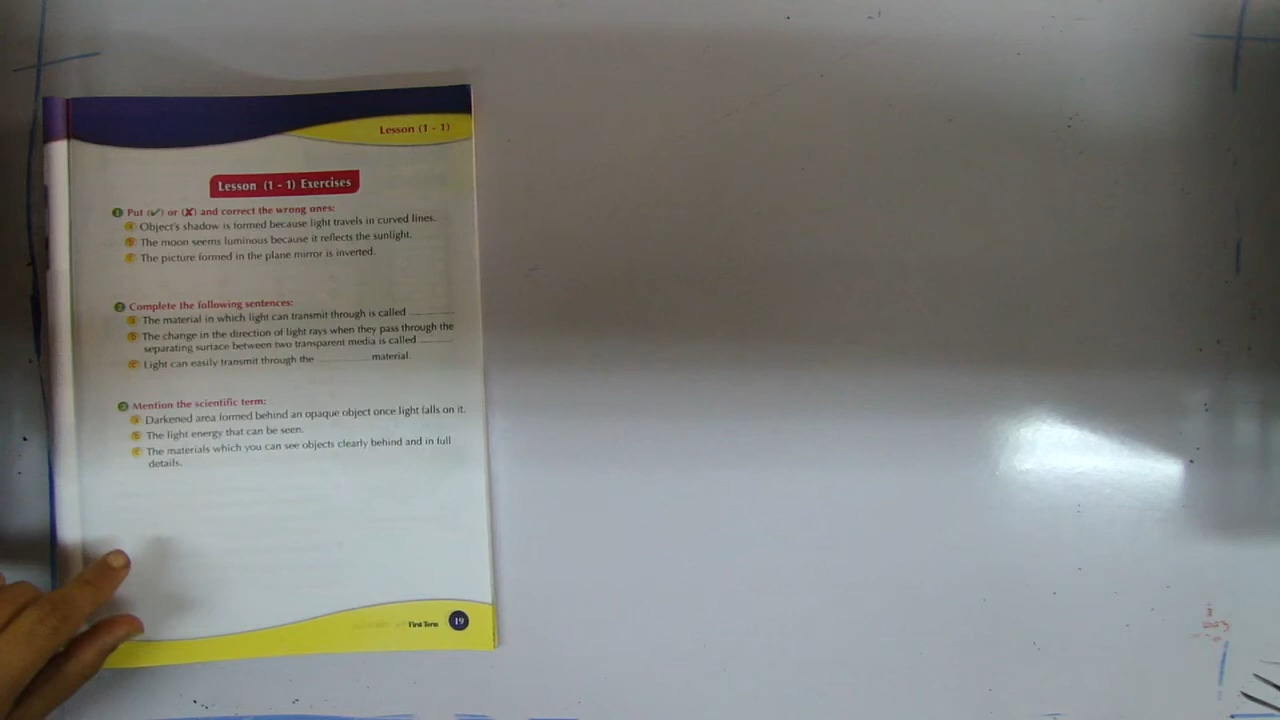 Lesson (1 - 1)
Lesson (1 - 1) Exercises
1 Put (✓) or (✗) and correct the wrong ones:
a Object's shadow is formed because light travels in curved lines.
b The moon seems luminous because it reflects the sunlight.
c The picture formed in the plane mirror is inverted.
2 Complete the following sentences:
a The material in which light can transmit through is called ________
b The change in the direction of light rays when they pass through the
separating surface between two transparent media is called ______
c Light can easily transmit through the ________ material.
3 Mention the scientific term:
a Darkened area formed behind an opaque object once light falls on it.
b The light energy that can be seen.
c The materials which you can see objects clearly behind and in full
details.
First Term 19